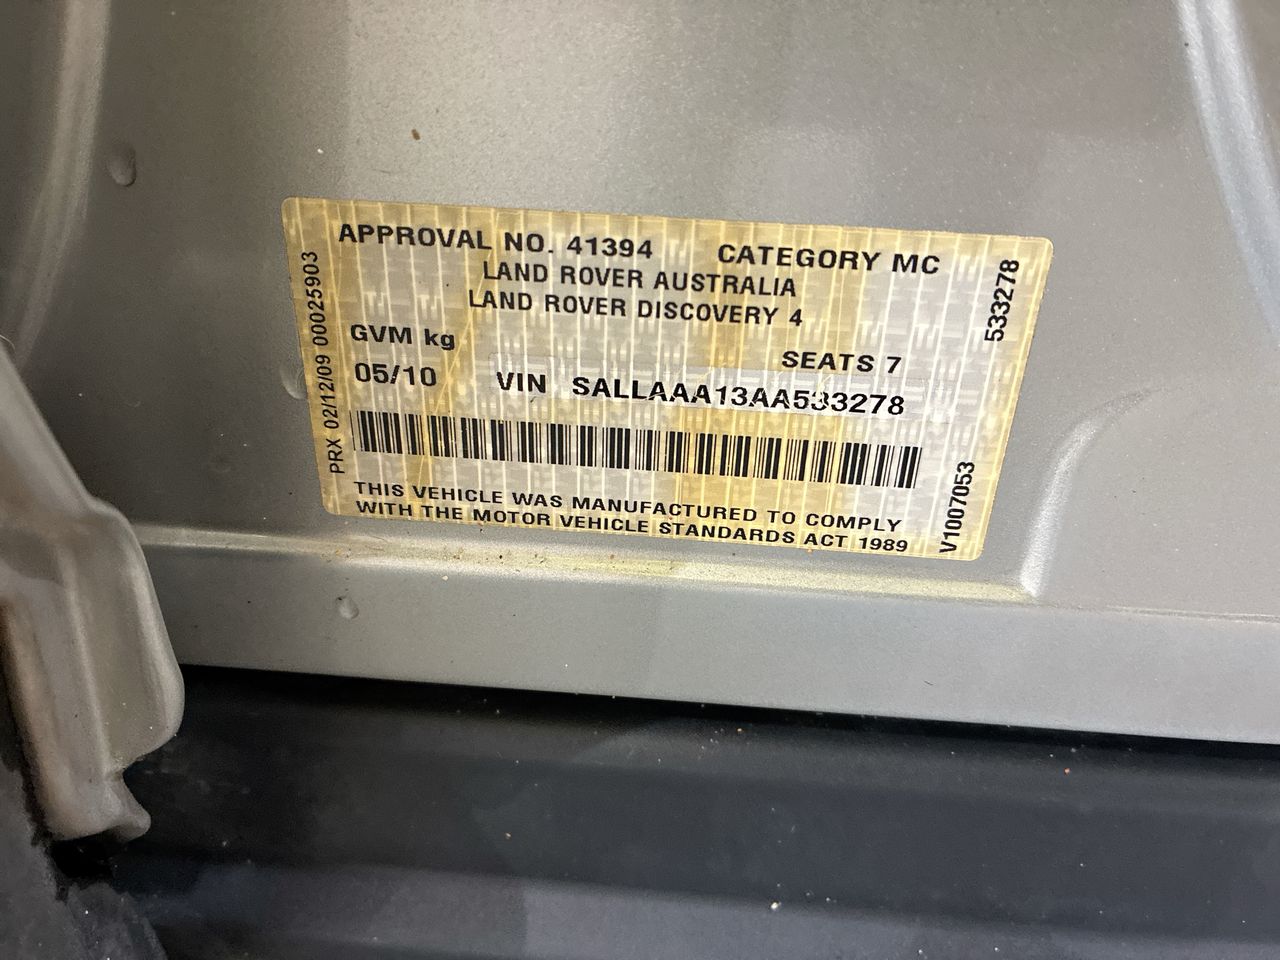 APPROVAL NO. 41394 CATEGORY MC
LAND ROVER AUSTRALIA
LAND ROVER DISCOVERY 4
GVM kg
SEATS 7
05/10 VIN SALLAAA13AA533278
THIS VEHICLE WAS MANUFACTURED TO COMPLY
WITH THE MOTOR VEHICLE STANDARDS ACT 1989
PRX 02/12/09 00025903
533278
V1007053